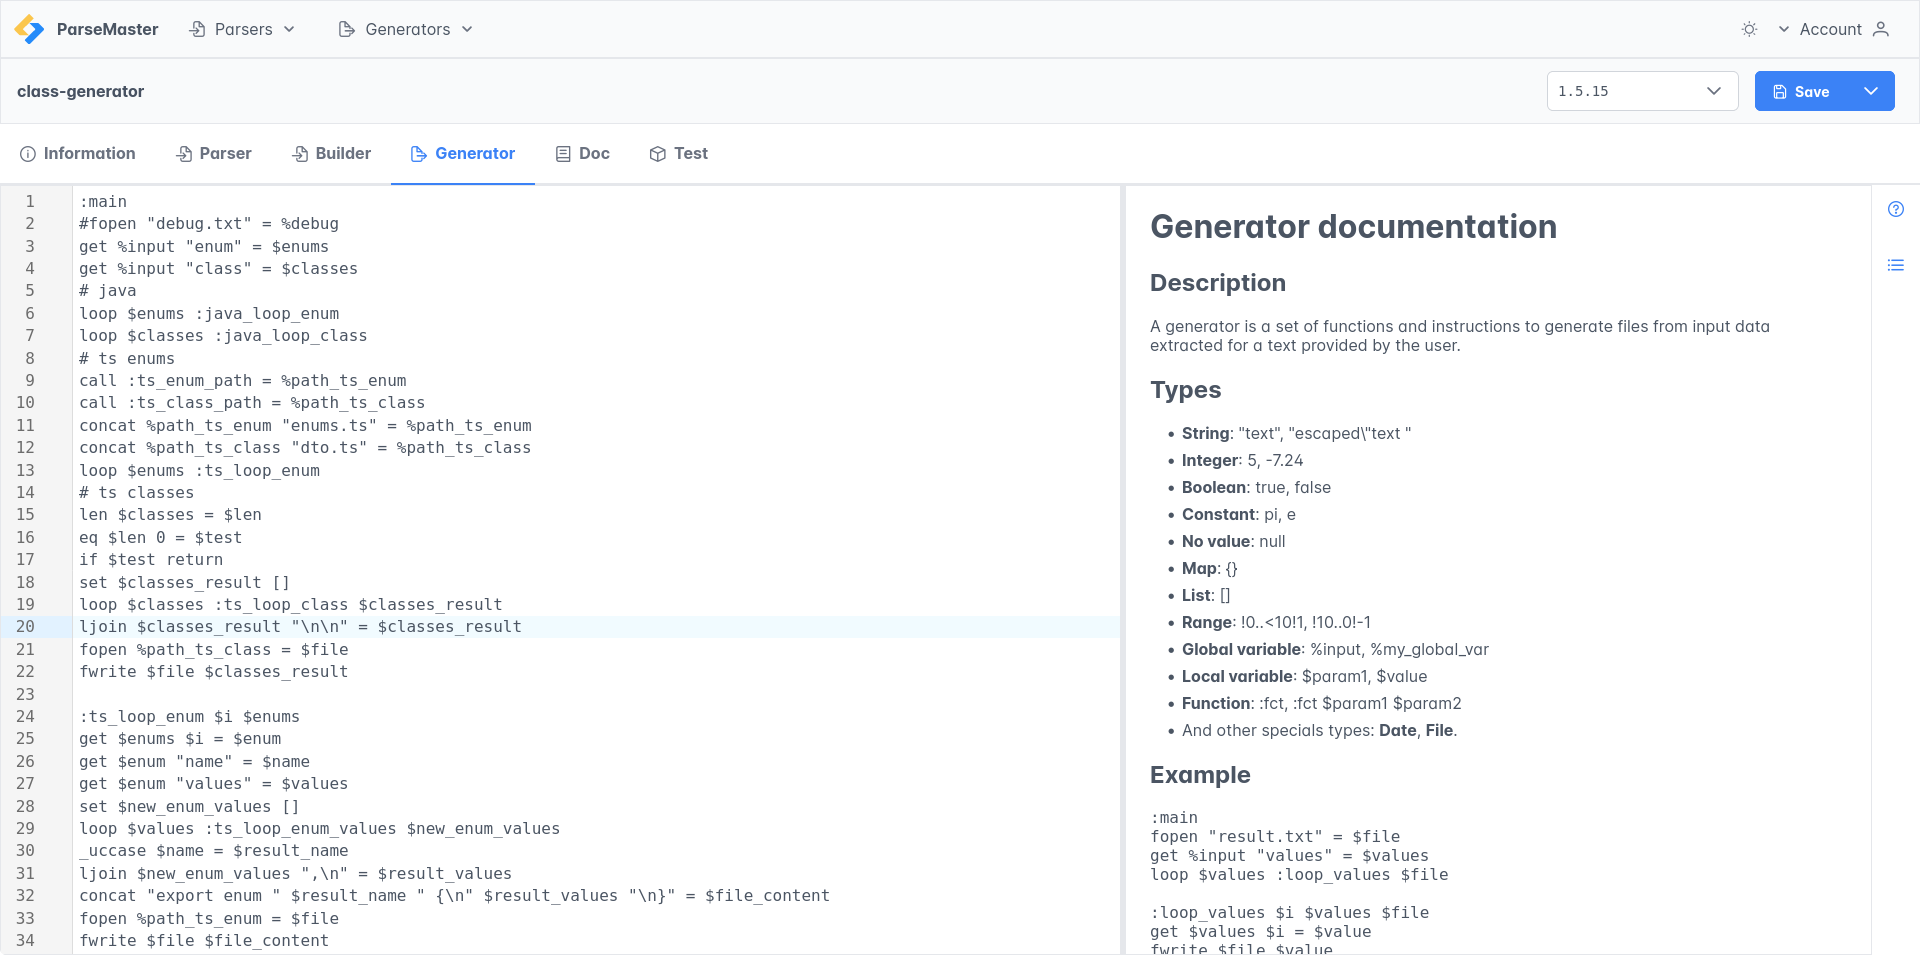 ParseMaster Parsers Generators Account
class-generator 1.5.15 Save
Information Parser Builder Generator Doc Test
1 :main
2 #fopen "debug.txt" = %debug
3 get %input "enum" = $enums
4 get %input "class" = $classes
5 # java
6 loop $enums :java_loop_enum
7 loop $classes :java_loop_class
8 # ts enums
9 call :ts_enum_path = %path_ts_enum
10 call :ts_class_path = %path_ts_class
11 concat %path_ts_enum "enums.ts" = %path_ts_enum
12 concat %path_ts_class "dto.ts" = %path_ts_class
13 loop $enums :ts_loop_enum
14 # ts classes
15 len $classes = $len
16 eq $len 0 = $test
17 if $test return
18 set $classes_result []
19 loop $classes :ts_loop_class $classes_result
20 ljoin $classes_result "\n\n" = $classes_result
21 fopen %path_ts_class = $file
22 fwrite $file $classes_result
23
24 :ts_loop_enum $i $enums
25 get $enums $i = $enum
26 get $enum "name" = $name
27 get $enum "values" = $values
28 set $new_enum_values []
29 loop $values :ts_loop_enum_values $new_enum_values
30 _uccase $name = $result_name
31 ljoin $new_enum_values ",\n" = $result_values
32 concat "export enum " $result_name " {\n" $result_values "\n}" = $file_content
33 fopen %path_ts_enum = $file
34 fwrite $file $file_content
Generator documentation
Description
A generator is a set of functions and instructions to generate files from input data
extracted for a text provided by the user.
Types
• String: "text", "escaped\"text "
• Integer: 5, -7.24
• Boolean: true, false
• Constant: pi, e
• No value: null
• Map: {}
• List: []
• Range: !0..<10!1, !10..0!-1
• Global variable: %input, %my_global_var
• Local variable: $param1, $value
• Function: :fct, :fct $param1 $param2
• And other specials types: Date, File.
Example
:main
fopen "result.txt" = $file
get %input "values" = $values
loop $values :loop_values $file
:loop_values $i $values $file
get $values $i = $value
fwrite $file $value